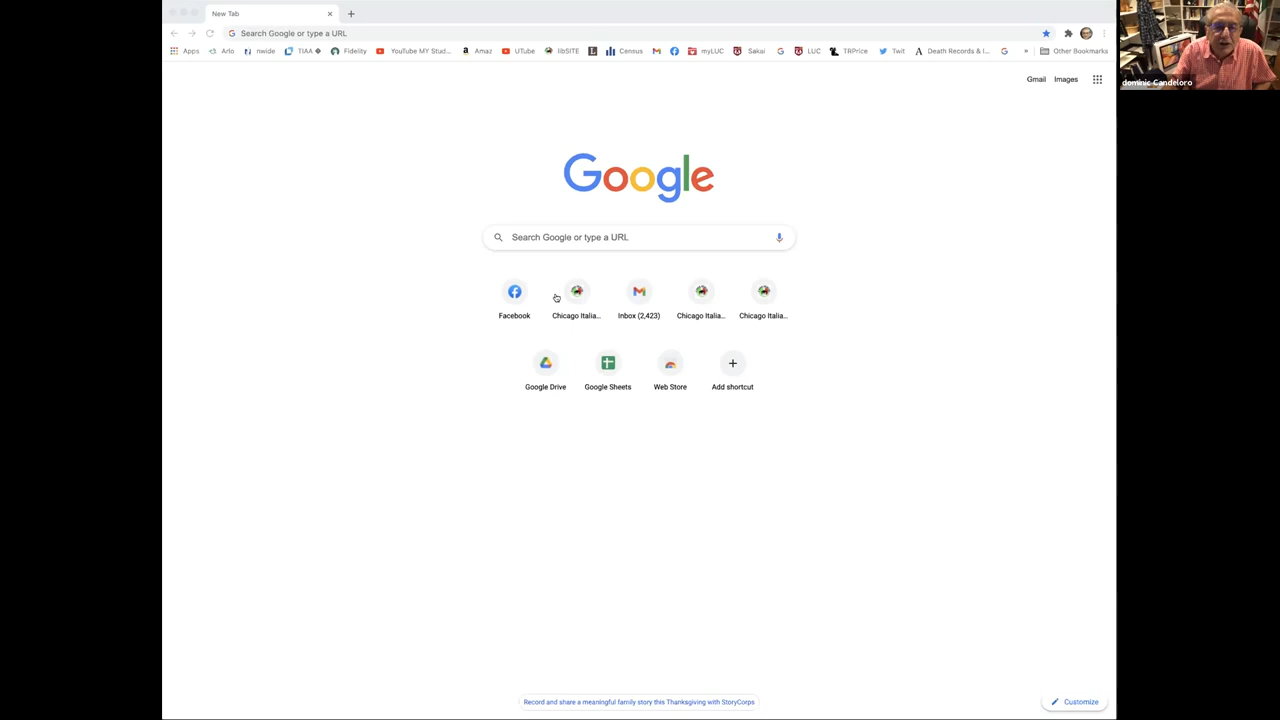 New Tab
Search Google or type a URL
Apps Arlo nwide TIAA Fidelity YouTube MY Stud... Amaz UTube libSITE Census myLUC Sakai LUC TRPrice Twit Death Records & I... » Other Bookmarks
dominic Candeloro
Gmail Images
Google
Search Google or type a URL
Facebook Chicago Italia... Inbox (2,423) Chicago Italia... Chicago Italia...
Google Drive Google Sheets Web Store Add shortcut
Record and share a meaningful family story this Thanksgiving with StoryCorps
Customize